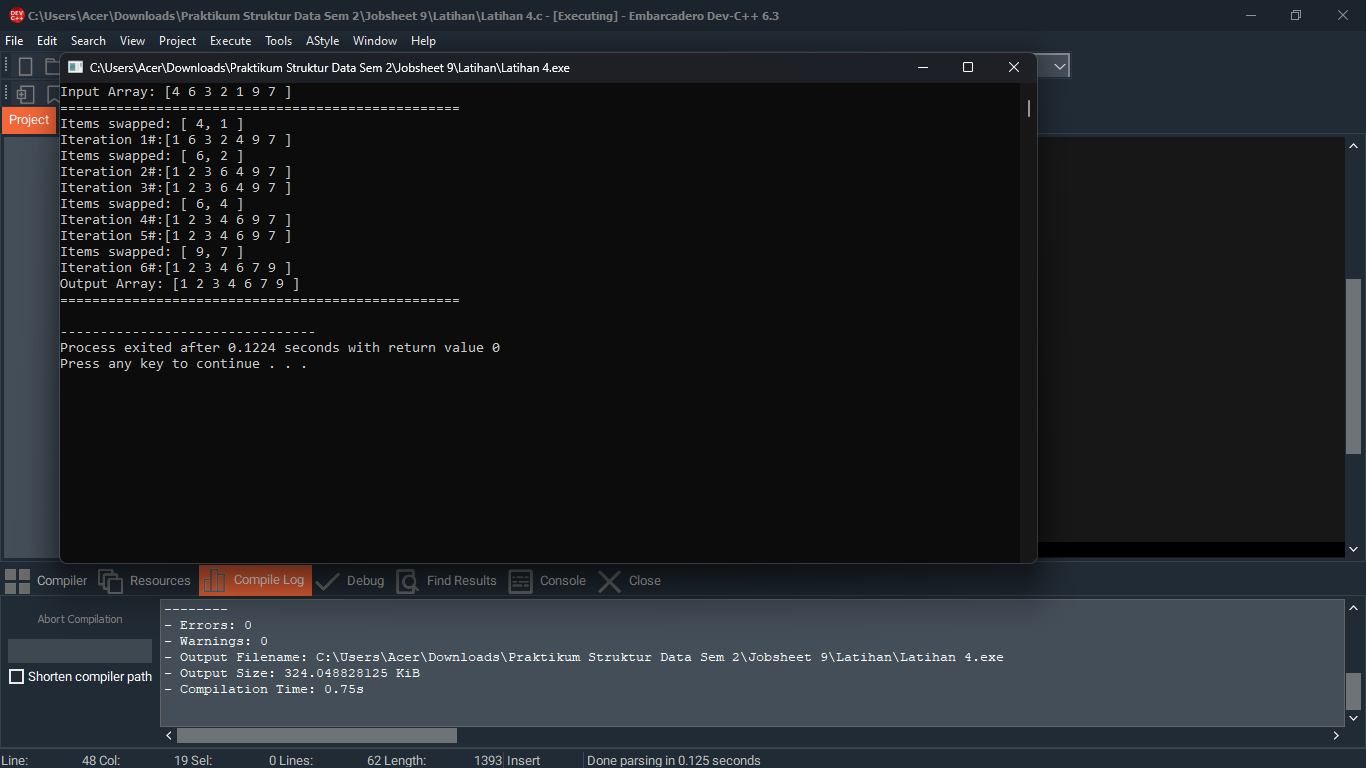 C:\Users\Acer\Downloads\Praktikum Struktur Data Sem 2\Jobsheet 9\Latihan\Latihan 4.c - [Executing] - Embarcadero Dev-C++ 6.3
File Edit Search View Project Execute Tools AStyle Window Help
C:\Users\Acer\Downloads\Praktikum Struktur Data Sem 2\Jobsheet 9\Latihan\Latihan 4.exe
Project
Input Array: [4 6 3 2 1 9 7 ]
==================================================
Items swapped: [ 4, 1 ]
Iteration 1#:[1 6 3 2 4 9 7 ]
Items swapped: [ 6, 2 ]
Iteration 2#:[1 2 3 6 4 9 7 ]
Iteration 3#:[1 2 3 6 4 9 7 ]
Items swapped: [ 6, 4 ]
Iteration 4#:[1 2 3 4 6 9 7 ]
Iteration 5#:[1 2 3 4 6 9 7 ]
Items swapped: [ 9, 7 ]
Iteration 6#:[1 2 3 4 6 7 9 ]
Output Array: [1 2 3 4 6 7 9 ]
==================================================
--------------------------------
Process exited after 0.1224 seconds with return value 0
Press any key to continue . . .
Compiler Resources Compile Log Debug Find Results Console Close
Abort Compilation
Shorten compiler path
--------
- Errors: 0
- Warnings: 0
- Output Filename: C:\Users\Acer\Downloads\Praktikum Struktur Data Sem 2\Jobsheet 9\Latihan\Latihan 4.exe
- Output Size: 324.048828125 KiB
- Compilation Time: 0.75s
Line: 48 Col: 19 Sel: 0 Lines: 62 Length: 1393 Insert Done parsing in 0.125 seconds